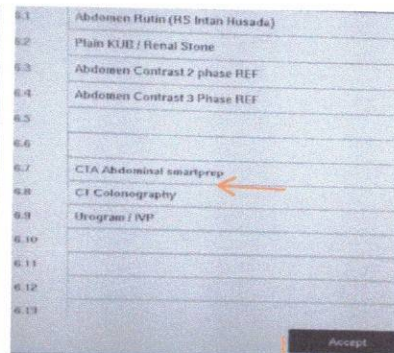 6.1 Abdomen Rutin (RS Intan Husada)
6.2 Plain KUB / Renal Stone
6.3 Abdomen Contrast 2 phase REF
6.4 Abdomen Contrast 3 Phase REF
6.5
6.6
6.7 CTA Abdominal smartprep
6.8 CT Colonography
6.9 Urogram / IVP
6.10
6.11
6.12
6.13
Accept